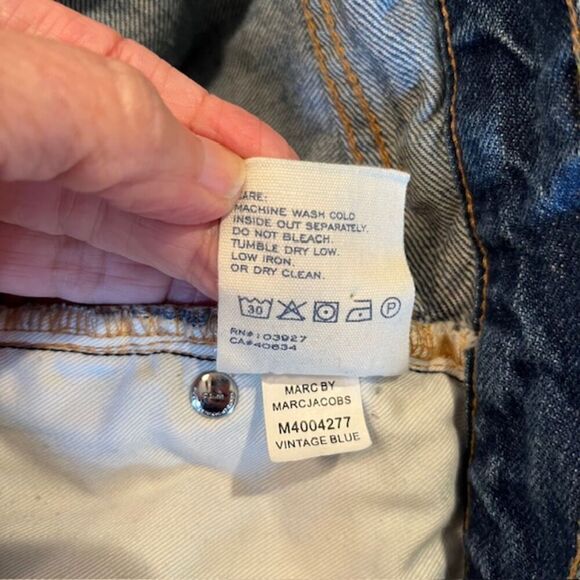 CARE:
MACHINE WASH COLD
INSIDE OUT SEPARATELY.
DO NOT BLEACH.
TUMBLE DRY LOW.
LOW IRON.
OR DRY CLEAN.
30 P
RN#: 03927
CA#40634
MARC BY
MARCJACOBS
M4004277
VINTAGE BLUE